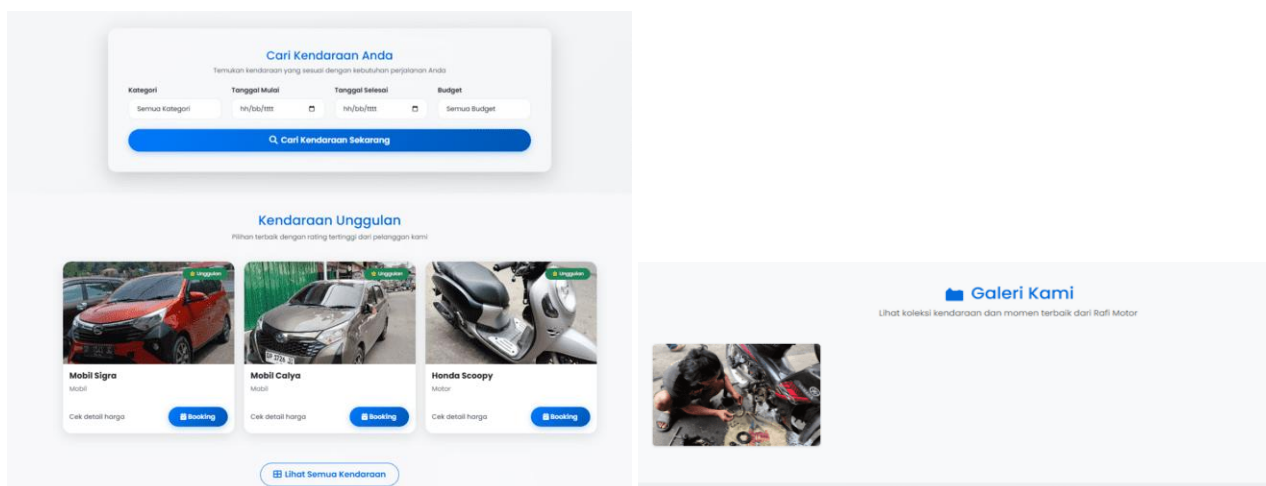 Cari Kendaraan Anda
Temukan kendaraan yang sesuai dengan kebutuhan perjalanan Anda
Kategori Tanggal Mulai Tanggal Selesai Budget
Semua Kategori hh/bb/tttt hh/bb/tttt Semua Budget
Cari Kendaraan Sekarang
Kendaraan Unggulan
Pilihan terbaik dengan rating tertinggi dari pelanggan kami
Unggulan Unggulan Unggulan
Mobil Sigra Mobil Calya Honda Scoopy
Mobil Mobil Motor
Cek detail harga Booking Cek detail harga Booking Cek detail harga Booking
Lihat Semua Kendaraan
Galeri Kami
Lihat koleksi kendaraan dan momen terbaik dari Rafi Motor